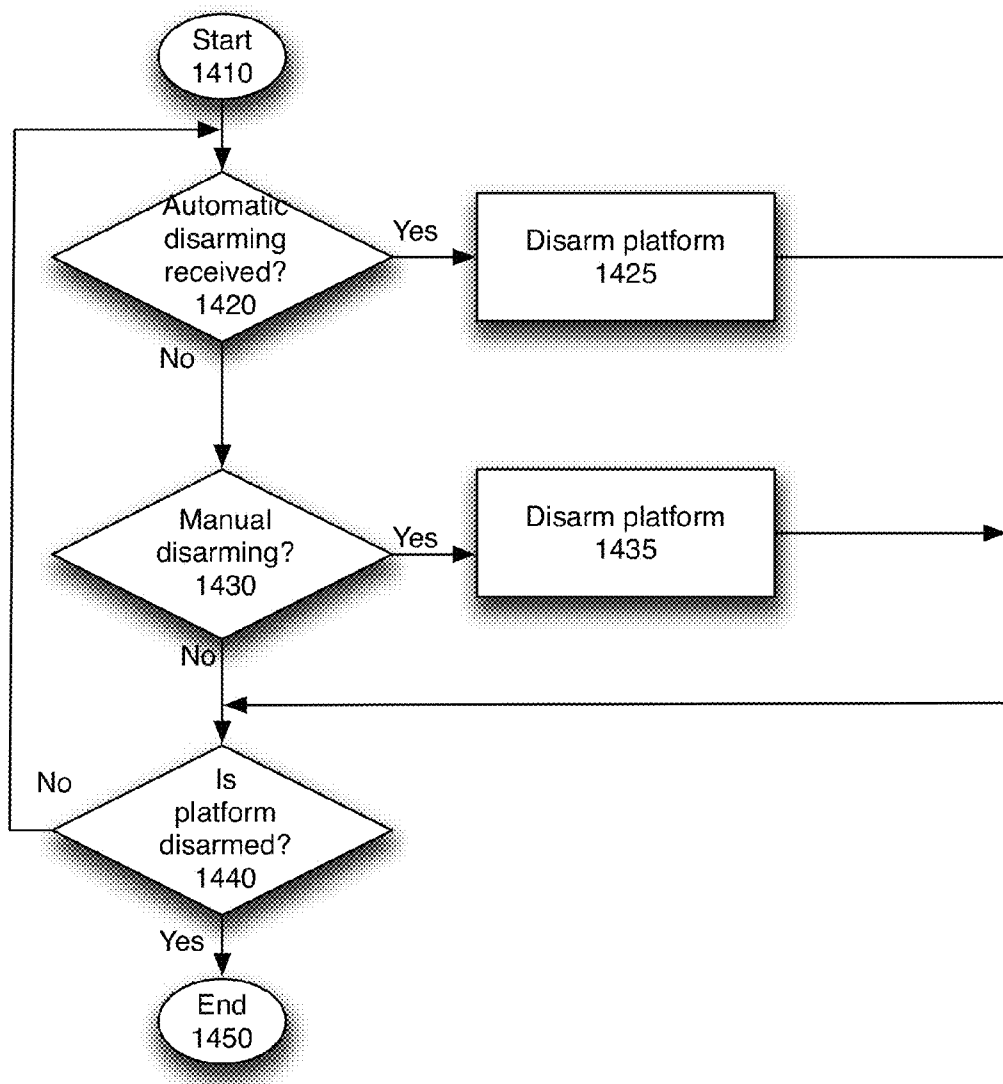 Start
1410
Automatic
disarming
received?
1420
Yes
Disarm platform
1425
No
Manual
disarming?
1430
Yes
Disarm platform
1435
No
Is
platform
disarmed?
1440
No
Yes
End
1450